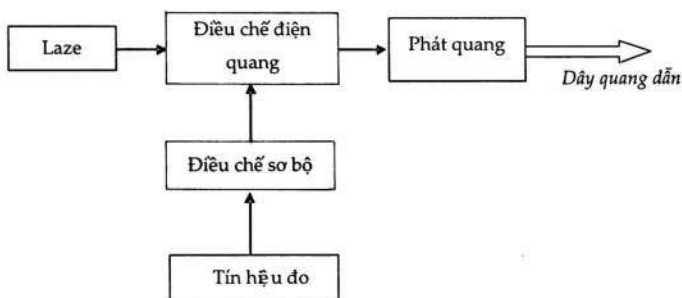 Laze
Điều chế điện
quang
Phát quang
Dây quang dẫn
Điều chế sơ bộ
Tín hệu đo